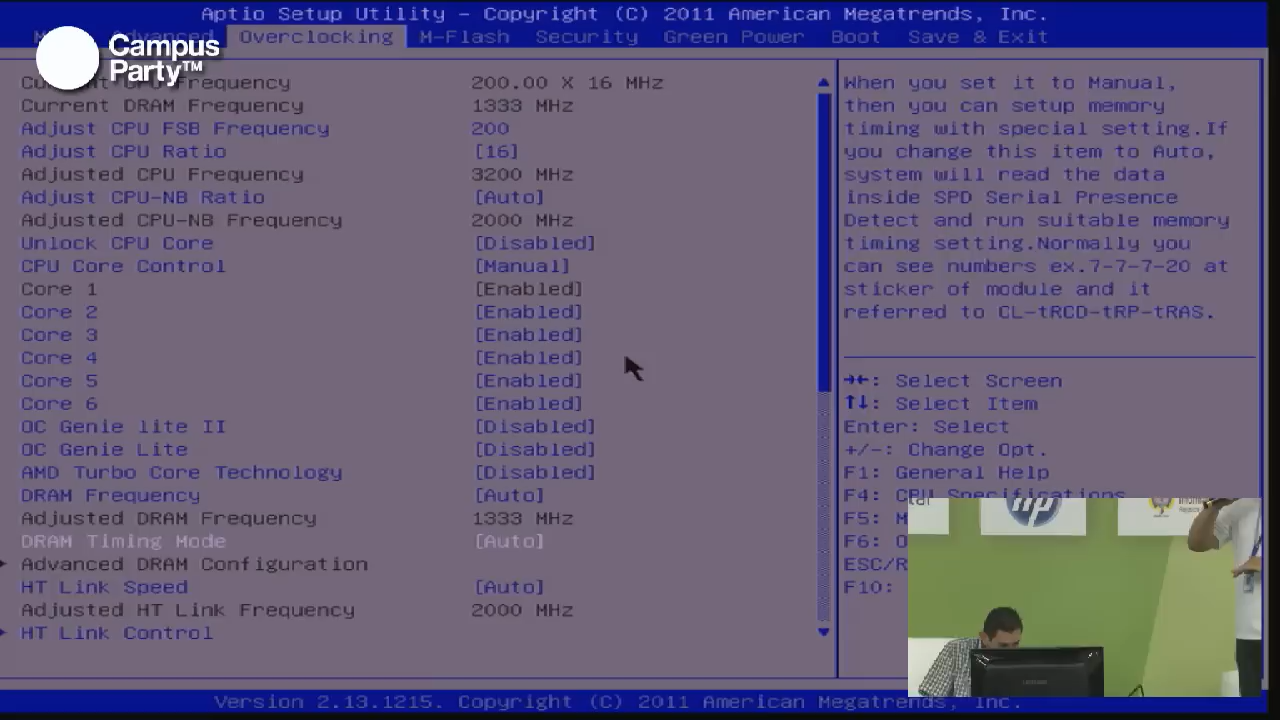 Aptio Setup Utility – Copyright (C) 2011 American Megatrends, Inc.
Overclocking M-Flash Security Green Power Boot Save & Exit
Campus
Party™
Frequency 200.00 X 16 MHz
Current DRAM Frequency 1333 MHz
Adjust CPU FSB Frequency 200
Adjust CPU Ratio [16]
Adjusted CPU Frequency 3200 MHz
Adjust CPU-NB Ratio [Auto]
Adjusted CPU-NB Frequency 2000 MHz
Unlock CPU Core [Disabled]
CPU Core Control [Manual]
Core 1 [Enabled]
Core 2 [Enabled]
Core 3 [Enabled]
Core 4 [Enabled]
Core 5 [Enabled]
Core 6 [Enabled]
OC Genie lite II [Disabled]
OC Genie Lite [Disabled]
AMD Turbo Core Technology [Disabled]
DRAM Frequency [Auto]
Adjusted DRAM Frequency 1333 MHz
DRAM Timing Mode [Auto]
Advanced DRAM Configuration
HT Link Speed [Auto]
Adjusted HT Link Frequency 2000 MHz
HT Link Control
When you set it to Manual,
then you can setup memory
timing with special setting.If
you change this item to Auto,
system will read the data
inside SPD Serial Presence
Detect and run suitable memory
timing setting.Normally you
can see numbers ex.7-7-7-20 at
sticker of module and it
referred to CL-tRCD-tRP-tRAS.
→←: Select Screen
↑↓: Select Item
Enter: Select
+/-: Change Opt.
F1: General Help
F4: CPU Specifications
F5: M
F6: O
ESC/R
F10:
hp
Version 2.13.1215. Copyright (C) 2011 American Megatrends, Inc.